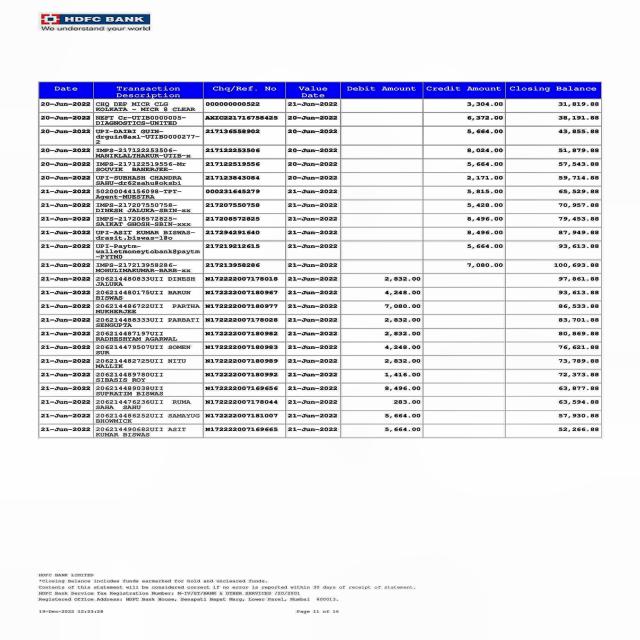 HDFC BANK
We understand your world
Date Transaction Description Chq/Ref. No Value Date Debit Amount Credit Amount Closing Balance
20-Jun-2022 CHQ DEP MICR CLG 000000000522 21-Jun-2022 3,304.00 31,819.88
KOLKATA - MICR 8 CLEAR
20-Jun-2022 NEFT Cr-UTIB0000005- AXIC221716758425 20-Jun-2022 6,372.00 38,191.88
DIAGNOSTICS-UNITED
20-Jun-2022 UPI-DAIBI GUIN- 217136558902 20-Jun-2022 5,664.00 43,855.88
drguin@axl-UTIB0000277-
2
20-Jun-2022 IMPS-217122253506- 217122253506 20-Jun-2022 8,024.00 51,879.88
MANIKLALTHAKUR-UTIB-x
20-Jun-2022 IMPS-217122519556-Mr 217122519556 20-Jun-2022 5,664.00 57,543.88
SOUVIK BANERJEE-
20-Jun-2022 UPI-SUBHASH CHANDRA 217123843084 20-Jun-2022 2,171.00 59,714.88
SAHU-dr62sahu@oksbi
21-Jun-2022 50200044156098-TPT- 000231645279 21-Jun-2022 5,815.00 65,529.88
Agent-MUESTRA
21-Jun-2022 IMPS-217207550758- 217207550758 21-Jun-2022 5,428.00 70,957.88
DINESH JALUKA-SBIN-xx
21-Jun-2022 IMPS-217208572825- 217208572825 21-Jun-2022 8,496.00 79,453.88
SAIKAT GHOSH-SBIN-xxx
21-Jun-2022 UPI-ASIT KUMAR BISWAS- 217294291640 21-Jun-2022 8,496.00 87,949.88
drasit.biswas-1@o
21-Jun-2022 UPI-Paytm- 217219212615 21-Jun-2022 5,664.00 93,613.88
walletmoneytobank@paytm
-PYTM0
21-Jun-2022 IMPS-217213958286- 217213958286 21-Jun-2022 7,080.00 100,693.88
MOHULIMAKUMAR-BARB-xx
21-Jun-2022 206214480833UII DINESH N172222007178018 21-Jun-2022 2,832.00 97,861.88
JALUKA
21-Jun-2022 206214480175UII BARUN N172222007180967 21-Jun-2022 4,248.00 93,613.88
BISWAS
21-Jun-2022 206214486722UII PARTHA N172222007180977 21-Jun-2022 7,080.00 86,533.88
MUKHERJEE
21-Jun-2022 206214488333UII PARBATI N172222007178028 21-Jun-2022 2,832.00 83,701.88
SENGUPTA
21-Jun-2022 206214487197UII N172222007180982 21-Jun-2022 2,832.00 80,869.88
RADHESHYAM AGARWAL
21-Jun-2022 206214479507UII SOMEN N172222007180983 21-Jun-2022 4,248.00 76,621.88
SUR
21-Jun-2022 206214482725UII NITU N172222007180989 21-Jun-2022 2,832.00 73,789.88
MALLIK
21-Jun-2022 206214489780UII N172222007180992 21-Jun-2022 1,416.00 72,373.88
SIBASIS ROY
21-Jun-2022 206214489038UII N172222007169656 21-Jun-2022 8,496.00 63,877.88
SUPRATIM BISWAS
21-Jun-2022 206214476236UII RUMA N172222007178044 21-Jun-2022 283.00 63,594.88
SAHA SAHU
21-Jun-2022 206214486252UII SAMAYUG N172222007181007 21-Jun-2022 5,664.00 57,930.88
BHOWMICK
21-Jun-2022 206214490682UII ASIT N172222007169665 21-Jun-2022 5,664.00 52,266.88
KUMAR BISWAS
HDFC BANK LIMITED
*Closing Balance includes funds earmarked for Hold and uncleared funds.
Contents of this statement will be considered correct if no error is reported within 30 days of receipt of statement.
HDFC Bank Service Tax Registration Number: M-IV/ST/BANK & OTHER SERVICES /20/2001
Registered Office Address: HDFC Bank House, Senapati Bapat Marg, Lower Parel, Mumbai 400013.
19-Dec-2022 12:33:28 Page 11 of 16